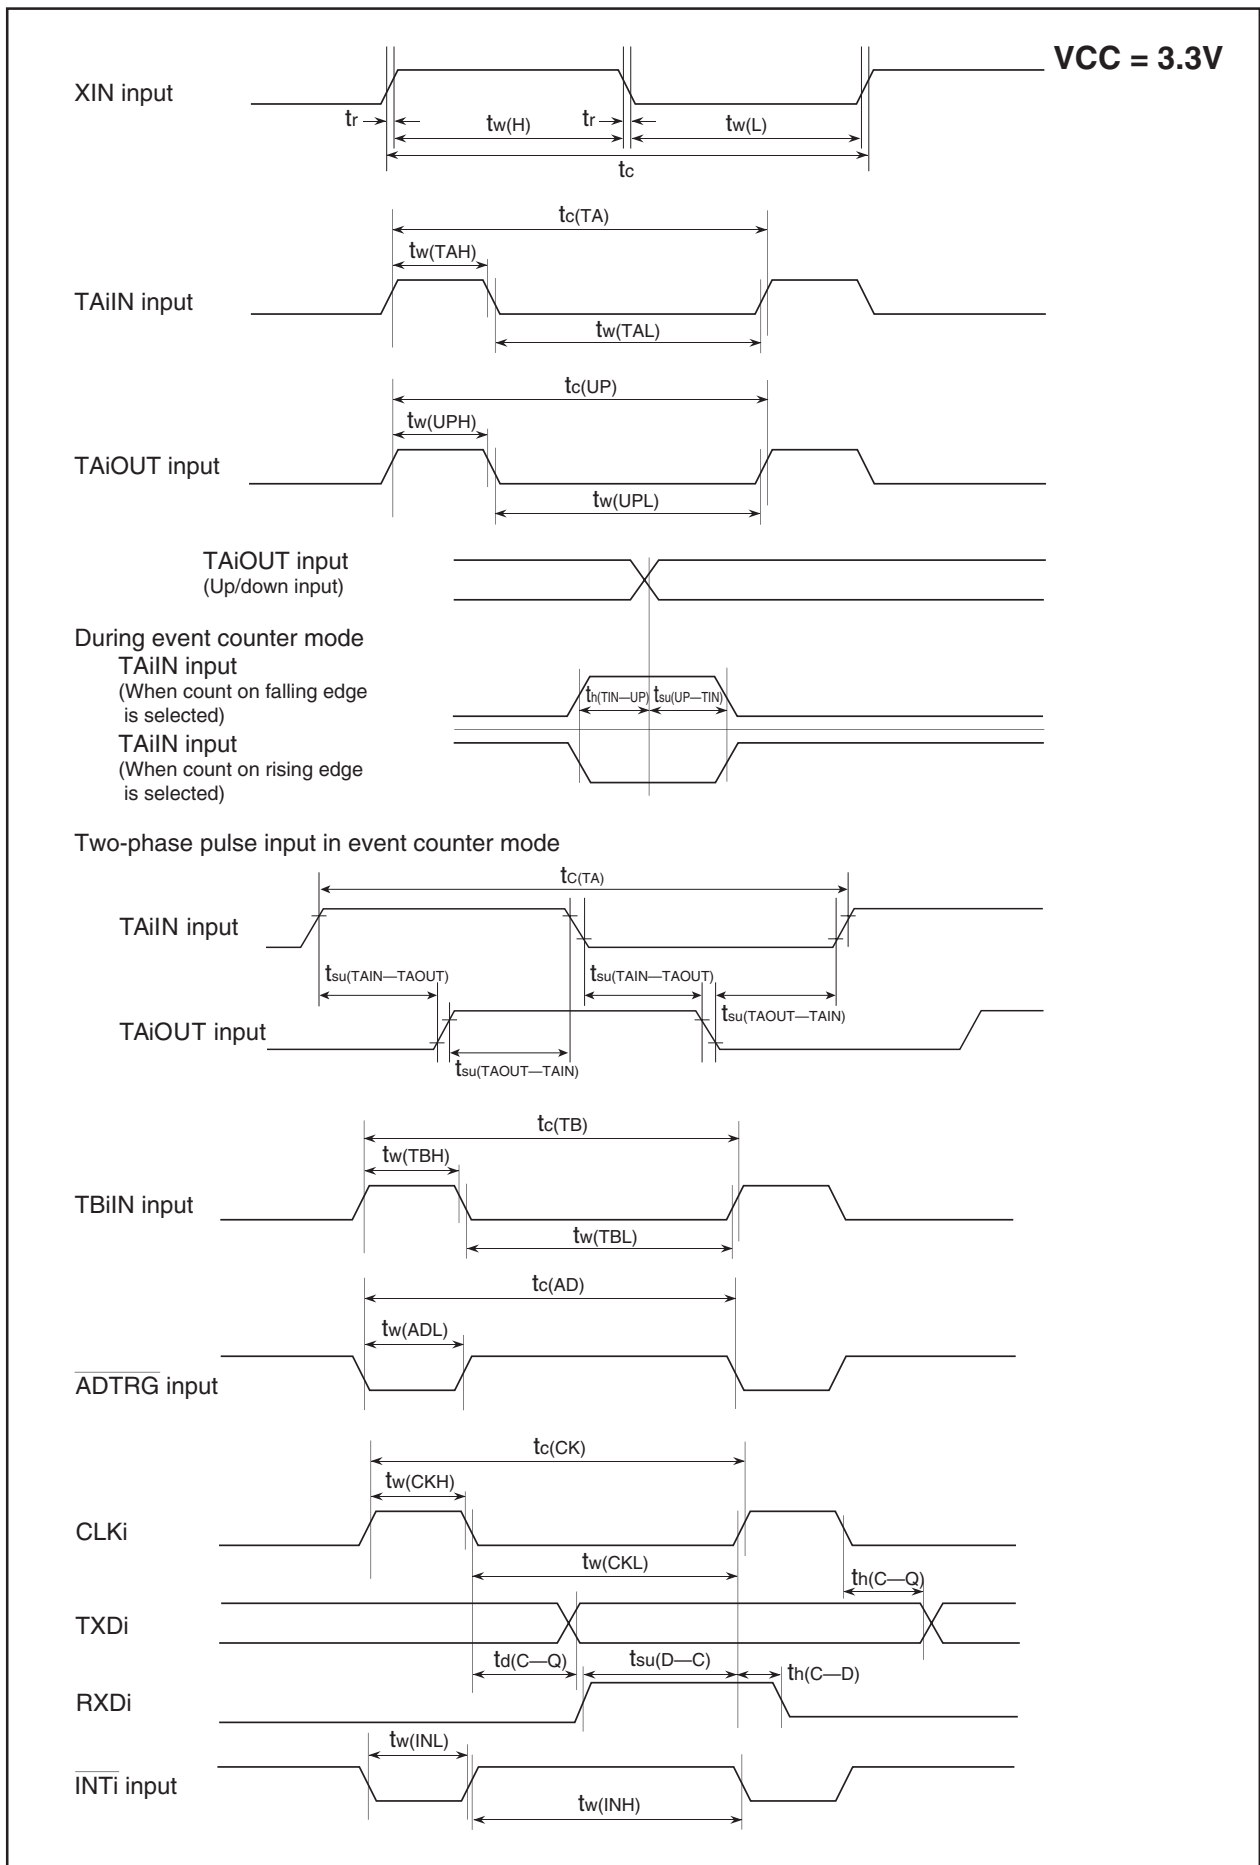 VCC = 3.3V
XIN input
tr
tw(H)
tr
tw(L)
tc
tc(TA)
tw(TAH)
TAiIN input
tw(TAL)
tc(UP)
tw(UPH)
TAiOUT input
tw(UPL)
TAiOUT input
(Up/down input)
During event counter mode
TAiIN input
(When count on falling edge
is selected)
th(TIN—UP)
tsu(UP—TIN)
TAiIN input
(When count on rising edge
is selected)
Two-phase pulse input in event counter mode
tC(TA)
TAiIN input
tsu(TAIN—TAOUT)
tsu(TAIN—TAOUT)
tsu(TAOUT—TAIN)
TAiOUT input
tsu(TAOUT—TAIN)
tc(TB)
tw(TBH)
TBiIN input
tw(TBL)
tc(AD)
tw(ADL)
ADTRG input
tc(CK)
tw(CKH)
CLKi
tw(CKL)
th(C—Q)
TXDi
td(C—Q)
tsu(D—C)
th(C—D)
RXDi
tw(INL)
INTi input
tw(INH)